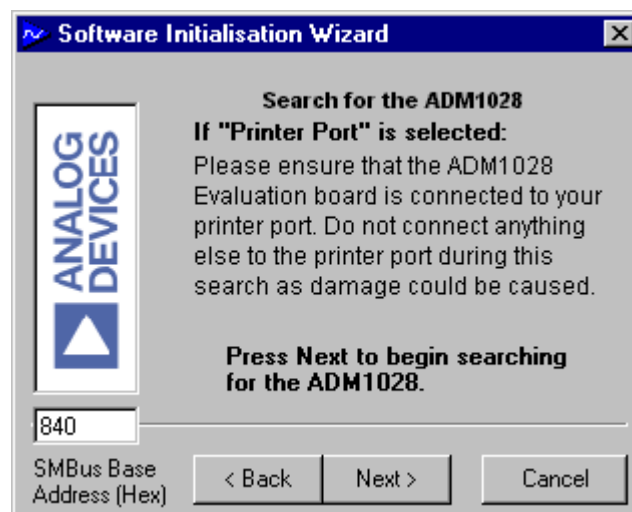 Software Initialisation Wizard
ANALOG
DEVICES
Search for the ADM1028
If "Printer Port" is selected:
Please ensure that the ADM1028
Evaluation board is connected to your
printer port. Do not connect anything
else to the printer port during this
search as damage could be caused.
Press Next to begin searching
for the ADM1028.
840
SMBus Base
Address (Hex)
< Back
Next >
Cancel